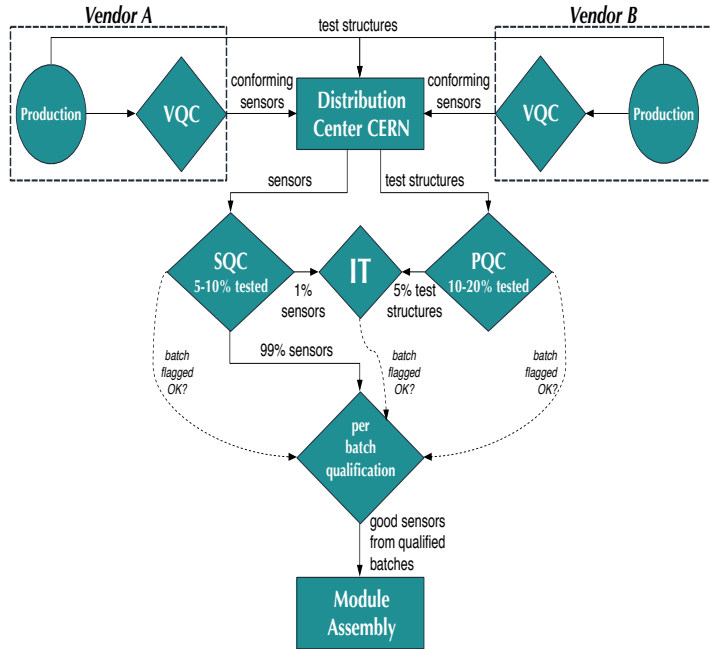 Vendor A
test structures
Vendor B
Production
VQC
conforming
sensors
Distribution
Center CERN
conforming
sensors
VQC
Production
sensors
test structures
SQC
5-10% tested
1%
sensors
IT
5% test
structures
PQC
10-20% tested
99% sensors
batch
flagged
OK?
batch
flagged
OK?
batch
flagged
OK?
per
batch
qualification
good sensors
from qualified
batches
Module
Assembly